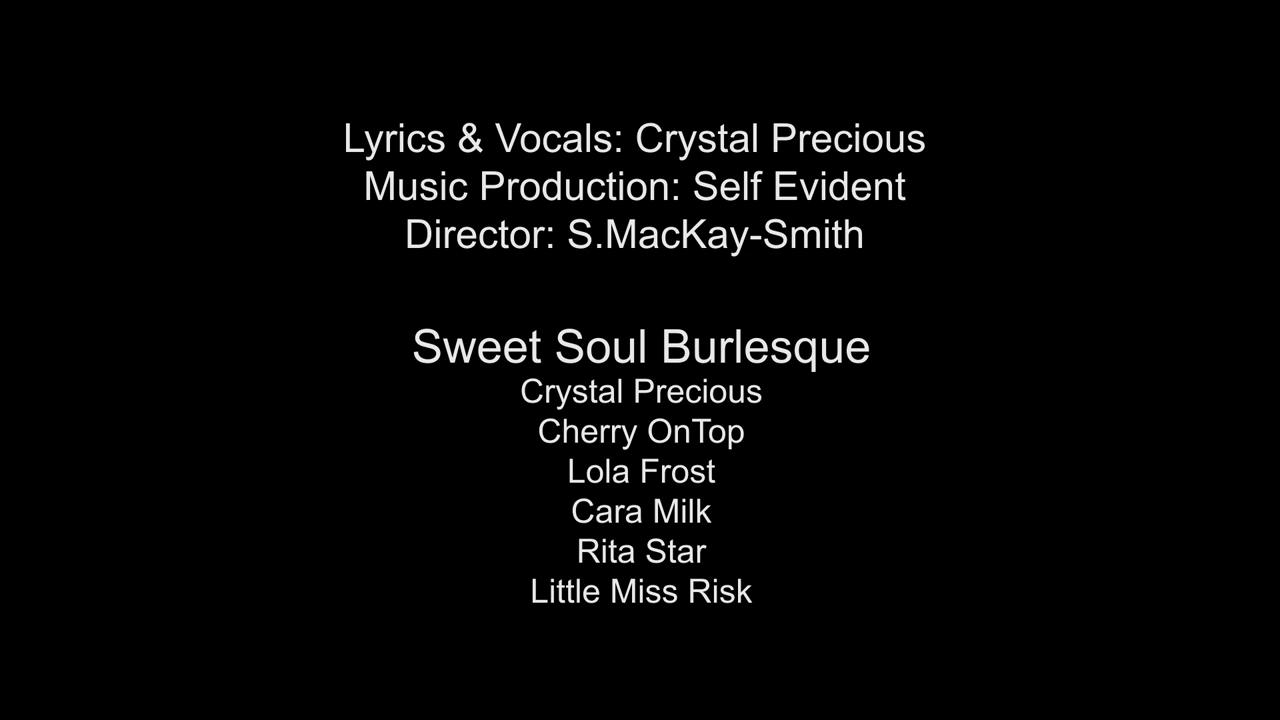 Lyrics & Vocals: Crystal Precious
Music Production: Self Evident
Director: S.MacKay-Smith
Sweet Soul Burlesque
Crystal Precious
Cherry OnTop
Lola Frost
Cara Milk
Rita Star
Little Miss Risk